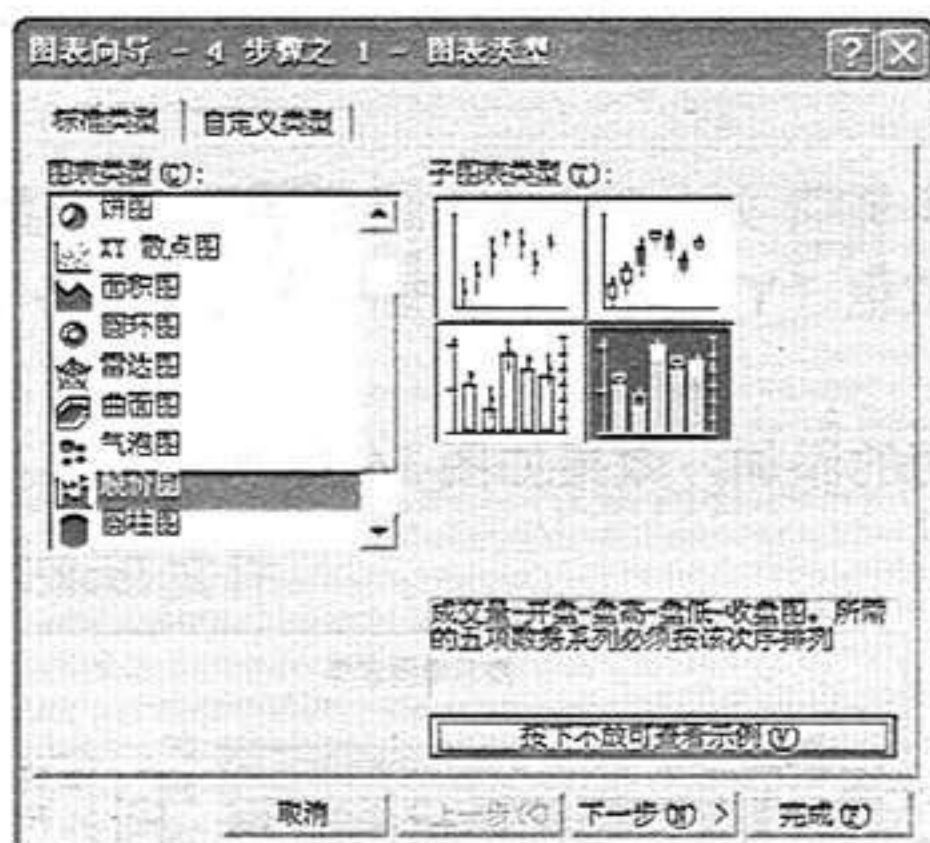 图表向导 - 4 步骤之 1 - 图表类型
标准类型
自定义类型
图表类型(C):
饼图
XY 散点图
面积图
圆环图
雷达图
曲面图
气泡图
股价图
圆柱图
子图表类型(T):
成交量-开盘-盘高-盘低-收盘图。所需
的五项数据系列必须按该次序排列
按下不放可查看示例(V)
取消
< 上一步(B)
下一步(N) >
完成(F)